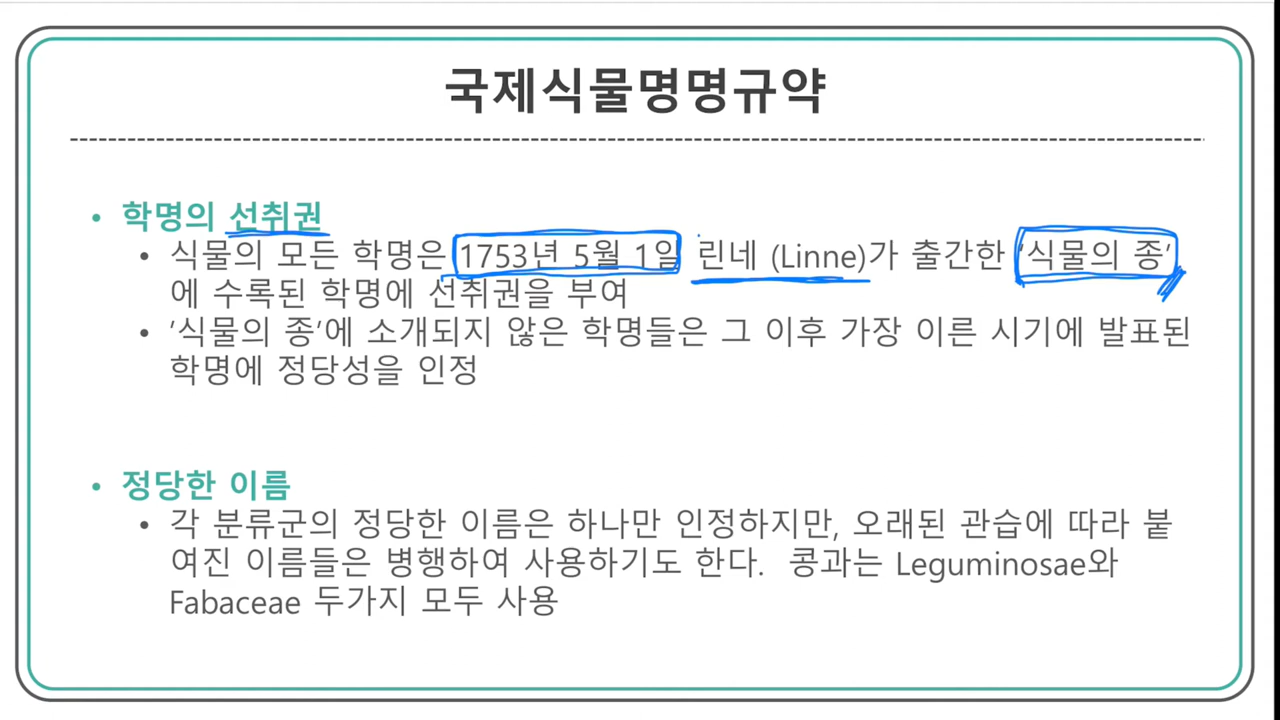 국제식물명명규약
• 학명의 선취권
• 식물의 모든 학명은 1753년 5월 1일 린네 (Linne)가 출간한 '식물의 종'
에 수록된 학명에 선취권을 부여
• '식물의 종'에 소개되지 않은 학명들은 그 이후 가장 이른 시기에 발표된
학명에 정당성을 인정
• 정당한 이름
• 각 분류군의 정당한 이름은 하나만 인정하지만, 오래된 관습에 따라 붙
여진 이름들은 병행하여 사용하기도 한다. 콩과는 Leguminosae와
Fabaceae 두가지 모두 사용